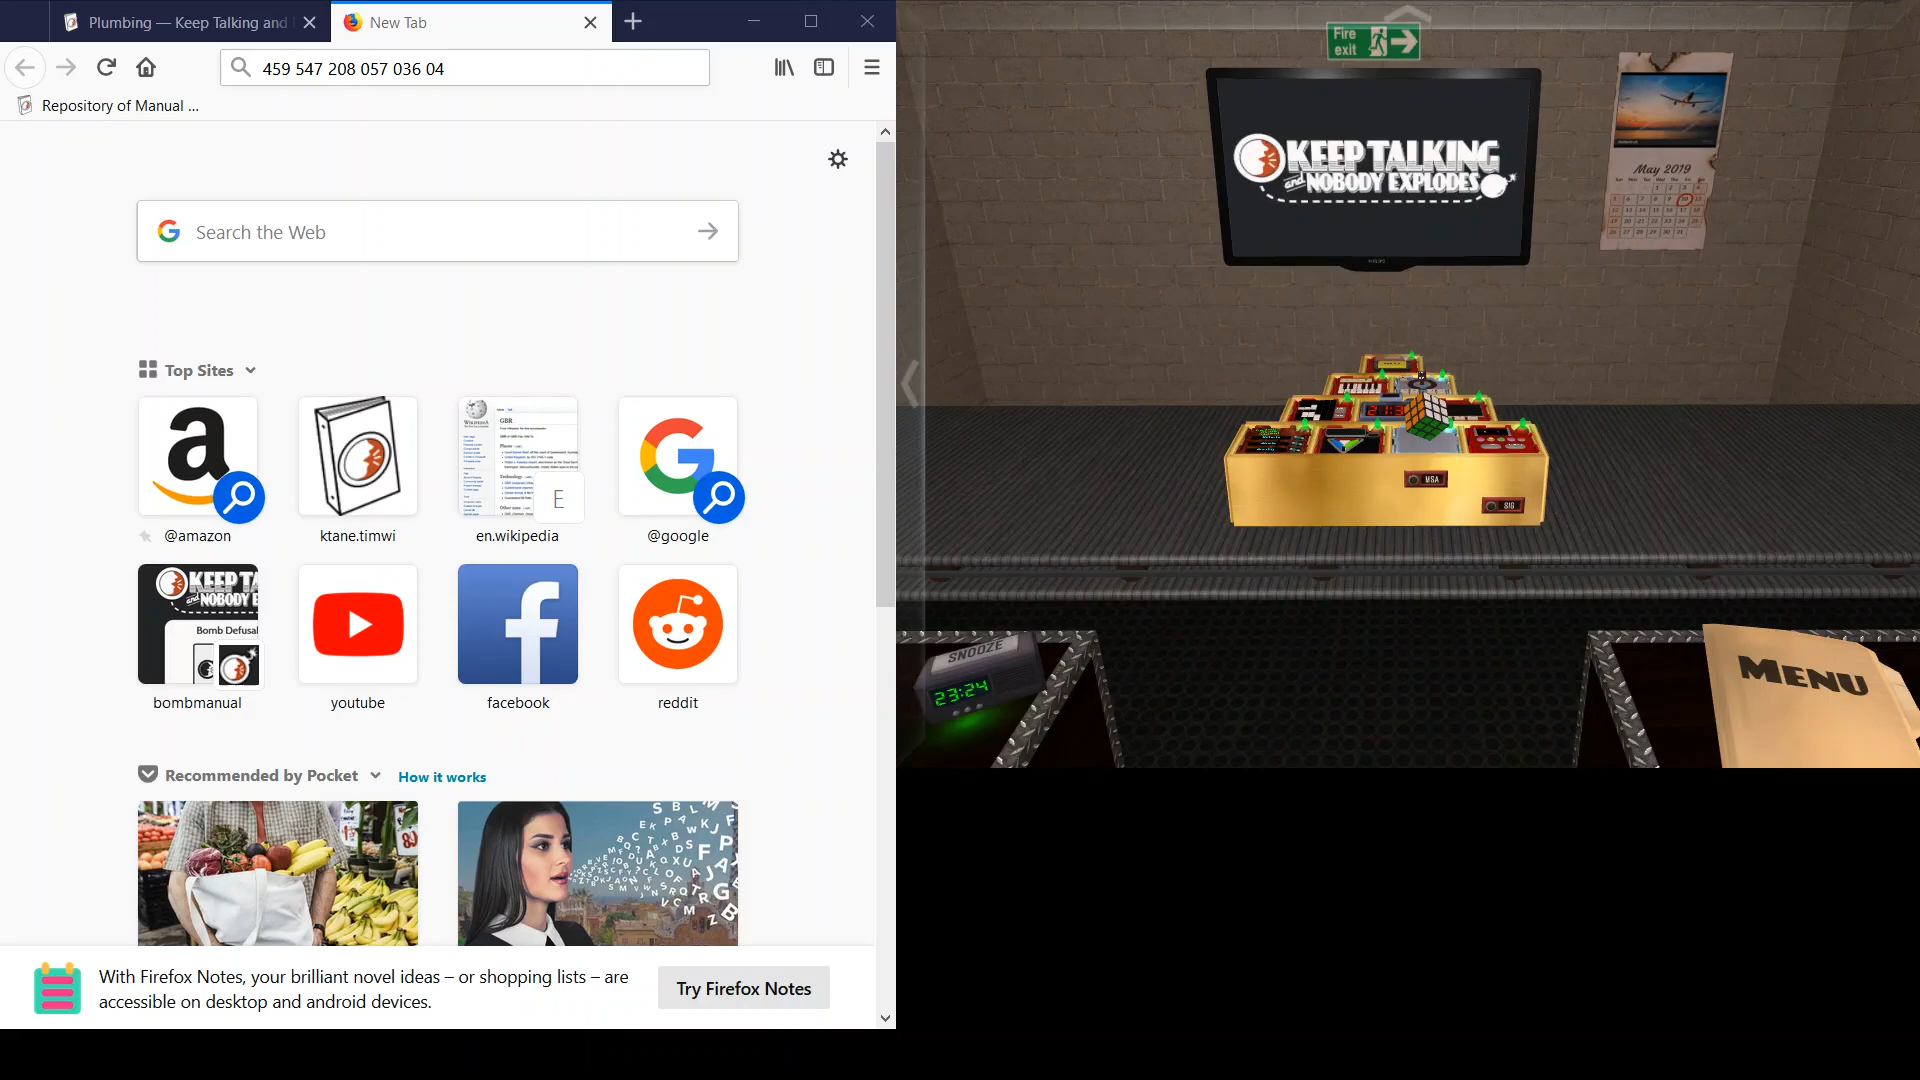 Plumbing — Keep Talking and
New Tab
459 547 208 057 036 04
Repository of Manual ...
Search the Web
Top Sites
@amazon
ktane.timwi
E
en.wikipedia
@google
KEEP TA
NOBO
Bomb Defusal
bombmanual
youtube
facebook
reddit
Recommended by Pocket
How it works
With Firefox Notes, your brilliant novel ideas – or shopping lists – are
accessible on desktop and android devices.
Try Firefox Notes
Fire
exit
KEEP TALKING
and NOBODY EXPLODES
May 2019
MSA
SIG
SNOOZE
23:24
MENU